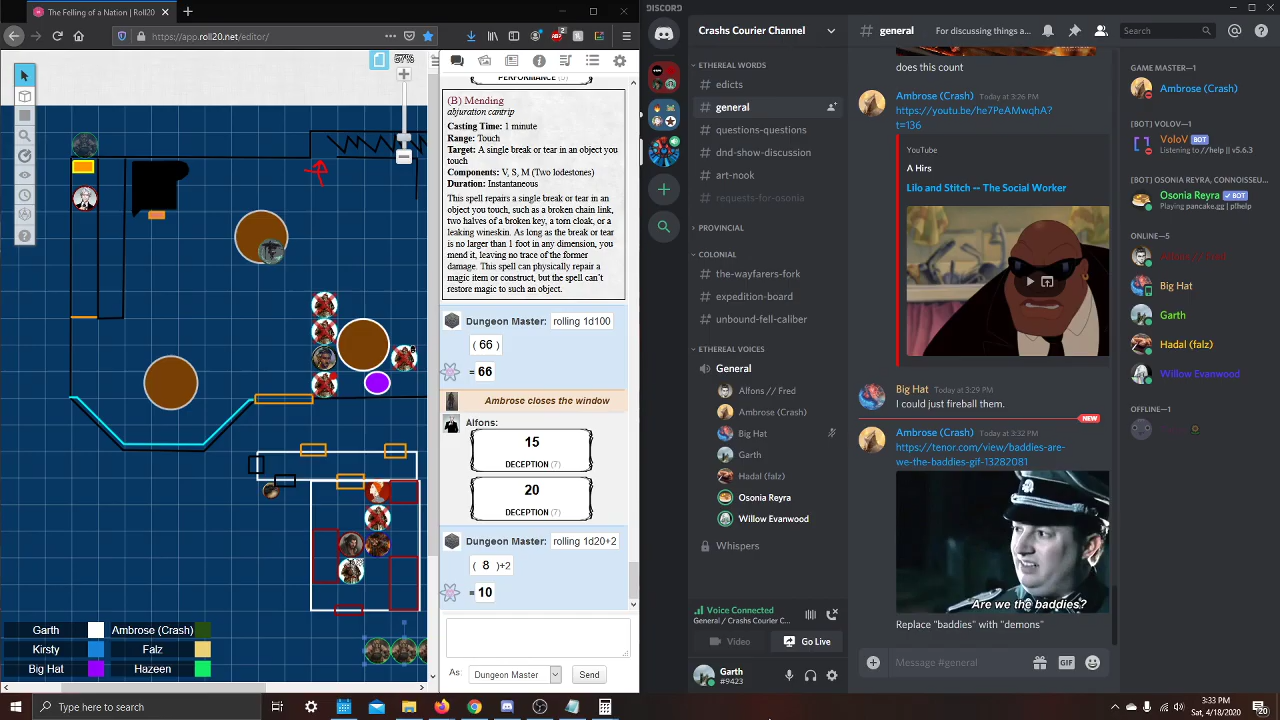 The Felling of a Nation | Roll20
https://app.roll20.net/editor/
67%
PERFORMANCE (5)
(B) Mending
abjuration cantrip
Casting Time: 1 minute
Range: Touch
Target: A single break or tear in an object you
touch
Components: V, S, M (Two lodestones)
Duration: Instantaneous
This spell repairs a single break or tear in an
object you touch, such as a broken chain link,
two halves of a broken key, a torn cloak, or a
leaking wineskin. As long as the break or tear
is no larger than 1 foot in any dimension, you
mend it, leaving no trace of the former
damage. This spell can physically repair a
magic item or construct, but the spell can't
restore magic to such an object.
Dungeon Master: rolling 1d100
( 66 )
= 66
Ambrose closes the window
Alfons:
15
DECEPTION (7)
20
DECEPTION (7)
Dungeon Master: rolling 1d20+2
( 8 )+2
= 10
As: Dungeon Master Send
Garth
Ambrose (Crash)
Kirsty
Falz
Big Hat
Hazeen
DISCORD
Crashs Courier Channel
ETHEREAL WORDS
# edicts
# general
# questions-questions
# dnd-show-discussion
# art-nook
# requests-for-osonia
PROVINCIAL
COLONIAL
# the-wayfarers-fork
# expedition-board
# unbound-fell-caliber
ETHEREAL VOICES
General
Alfons // Fred
Ambrose (Crash)
Big Hat
Garth
Hadal (falz)
Osonia Reyra
Willow Evanwood
Whispers
Voice Connected
General / Crashs Courier C...
Video
Go Live
Garth
#9423
# general
For discussing things a...
Search
does this count
Ambrose (Crash) Today at 3:26 PM
https://youtu.be/he7PeAMwqhA?
t=136
YouTube
A Hirs
Lilo and Stitch -- The Social Worker
Big Hat Today at 3:29 PM
I could just fireball them.
NEW
Ambrose (Crash) Today at 3:32 PM
https://tenor.com/view/baddies-are-
we-the-baddies-gif-13282081
Are we the baddies?
Replace "baddies" with "demons"
Message #general
GIF
GAME MASTER—1
Ambrose (Crash)
[BOT] VOLOV—1
VoloV BOT
Listening to //help || v5.6.3
[BOT] OSONIA REYRA, CONNOISSEU...
Osonia Reyra BOT
Playing pancake.gg | p!help
ONLINE—5
Alfons // Fred
Big Hat
Garth
Hadal (falz)
Willow Evanwood
OFFLINE—1
Type here to search
3:33 PM
Sat, 4/18/2020